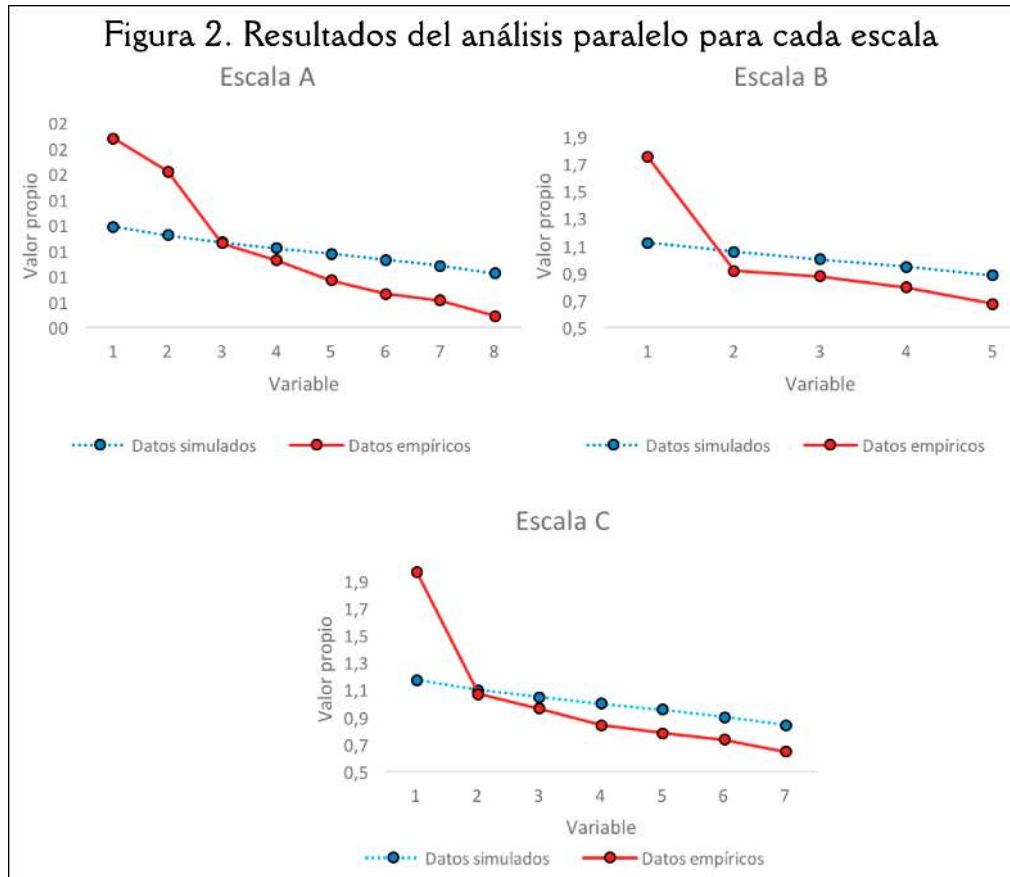 Figura 2. Resultados del análisis paralelo para cada escala
Escala A
Valor propio
02
02
02
01
01
01
01
01
00
1 2 3 4 5 6 7 8
Variable
Datos simulados Datos empíricos
Escala B
Valor propio
1,9
1,7
1,5
1,3
1,1
0,9
0,7
0,5
1 2 3 4 5
Variable
Datos simulados Datos empíricos
Escala C
Valor propio
1,9
1,7
1,5
1,3
1,1
0,9
0,7
0,5
1 2 3 4 5 6 7
Variable
Datos simulados Datos empíricos